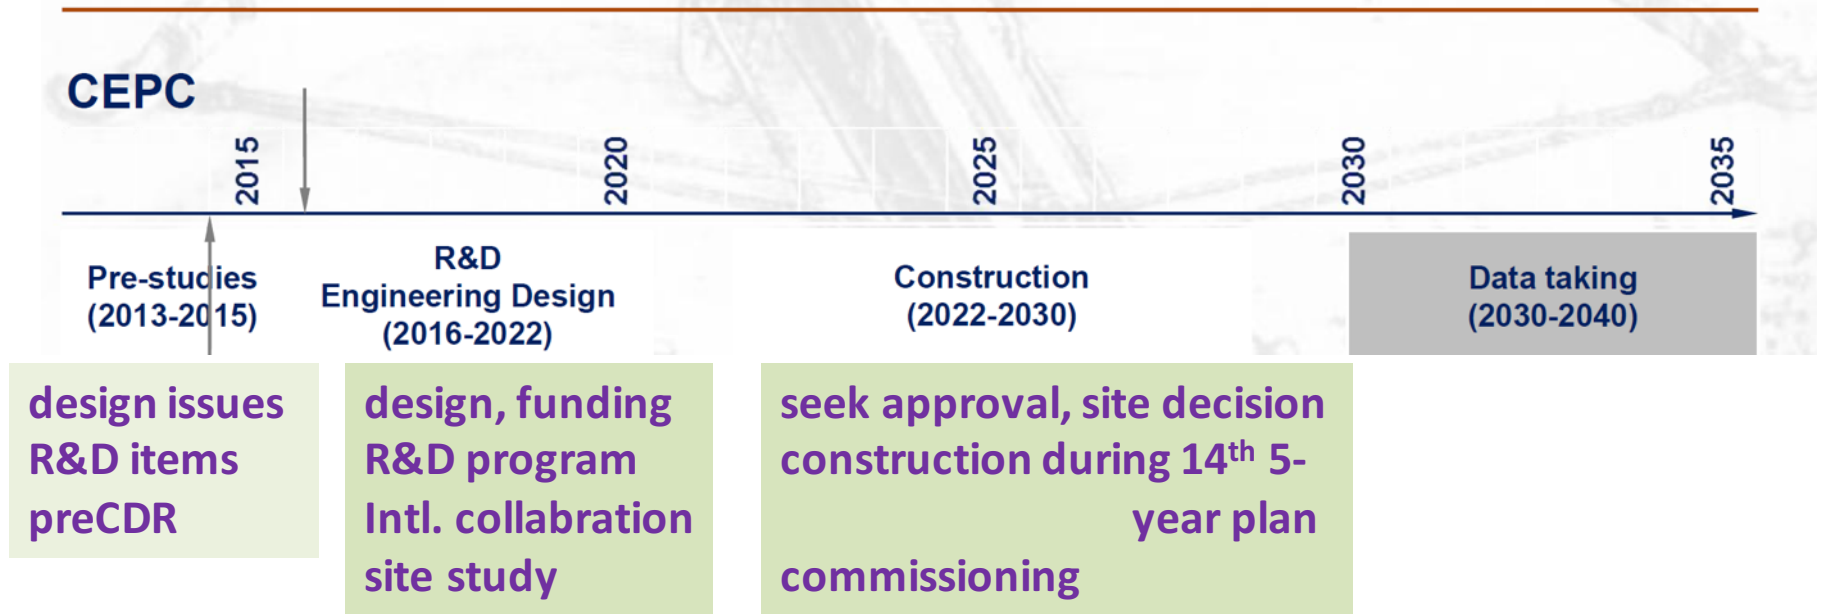 CEPC
2015
2020
2025
2030
2035
Pre-studies
(2013-2015)
R&D
Engineering Design
(2016-2022)
Construction
(2022-2030)
Data taking
(2030-2040)
design issues
R&D items
preCDR
design, funding
R&D program
Intl. collabration
site study
seek approval, site decision
construction during 14th 5-
year plan
commissioning